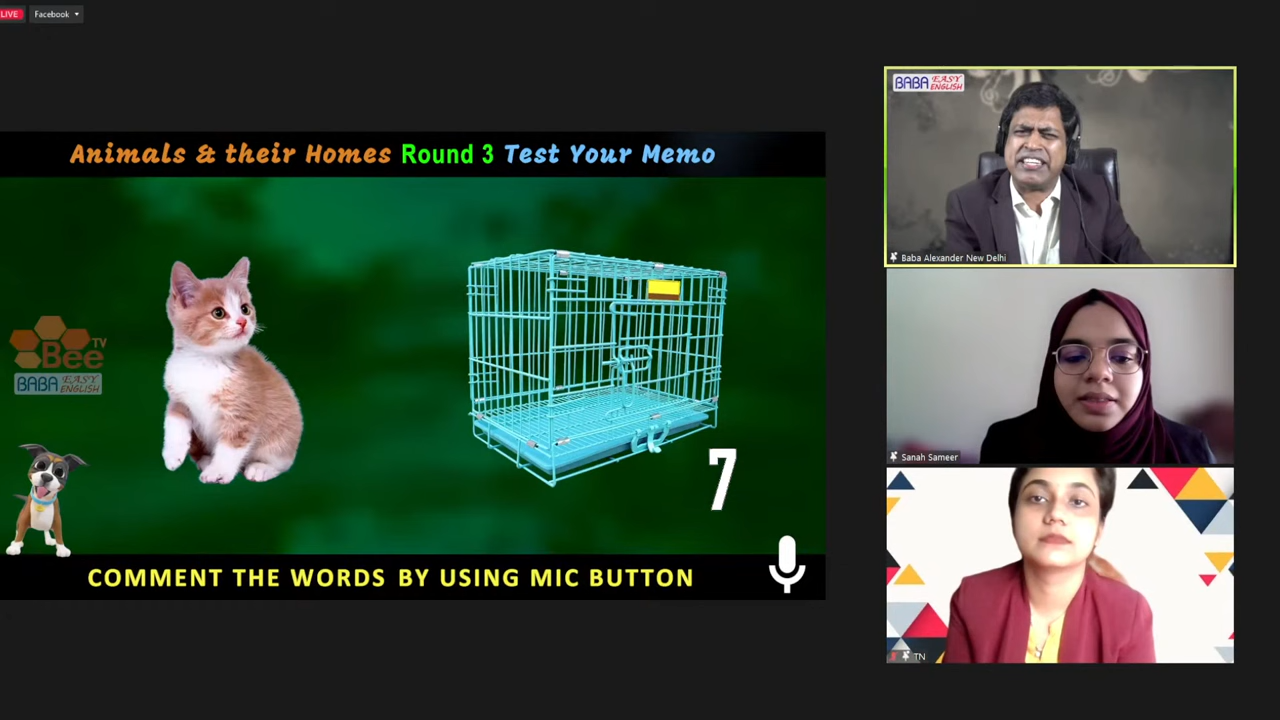 LIVE
Facebook
Animals & their Homes Round 3 Test Your Memo
Bee TV
BABA EASY ENGLISH
7
COMMENT THE WORDS BY USING MIC BUTTON
BABA EASY ENGLISH
Baba Alexander New Delhi
Sanah Sameer
TN